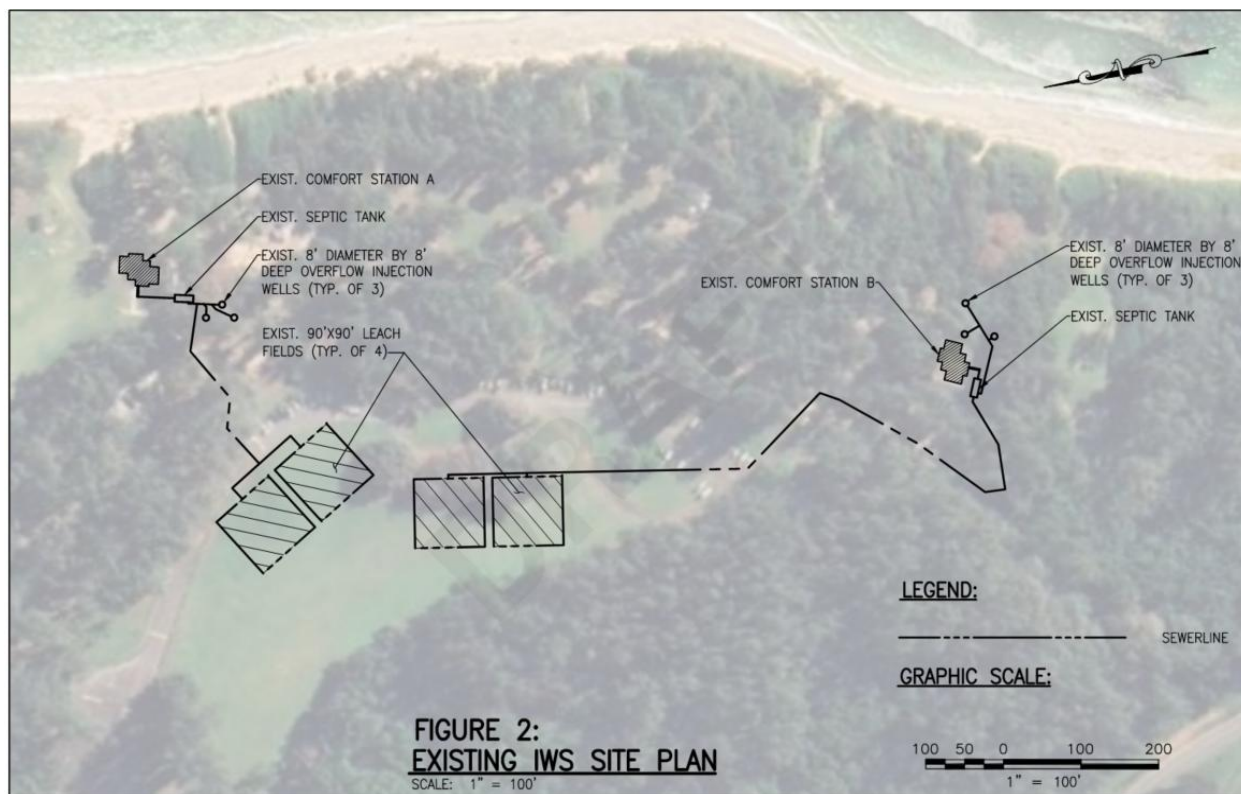 EXIST. COMFORT STATION A
EXIST. SEPTIC TANK
EXIST. 8' DIAMETER BY 8'
DEEP OVERFLOW INJECTION
WELLS (TYP. OF 3)
EXIST. 90'X90' LEACH
FIELDS (TYP. OF 4)
EXIST. COMFORT STATION B
EXIST. 8' DIAMETER BY 8'
DEEP OVERFLOW INJECTION
WELLS (TYP. OF 3)
EXIST. SEPTIC TANK
LEGEND:
SEWERLINE
GRAPHIC SCALE:
100 50 0 100 200
1" = 100'
FIGURE 2:
EXISTING IWS SITE PLAN
SCALE: 1" = 100'